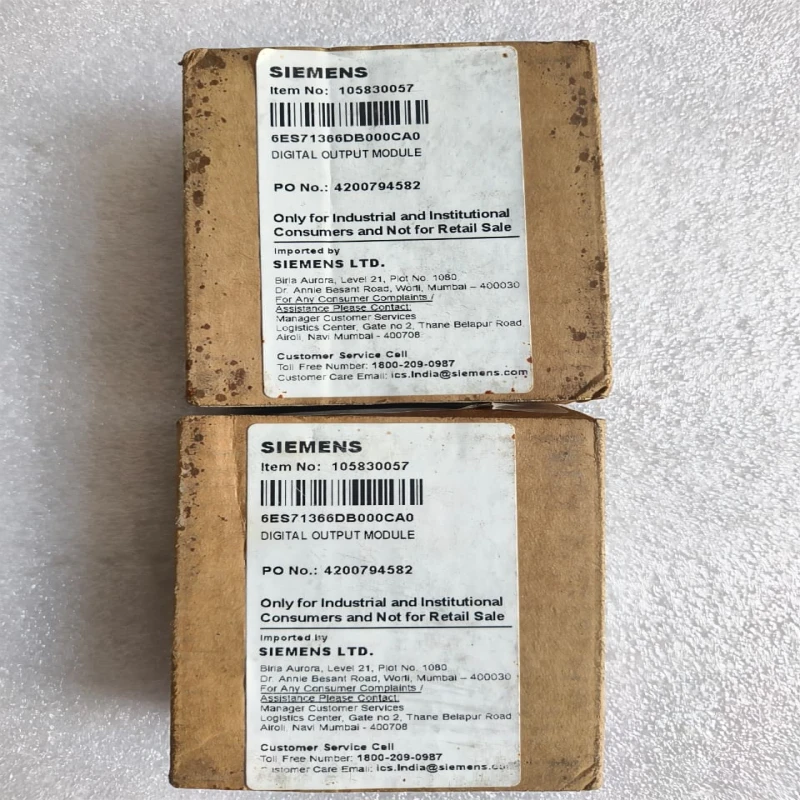 SIEMENS
Item No: 105830057
6ES71366DB000CA0
DIGITAL OUTPUT MODULE
PO No.: 4200794582
Only for Industrial and Institutional
Consumers and Not for Retail Sale
Imported by
SIEMENS LTD.
Birla Aurora, Level 21, Plot No. 1080
Dr. Annie Besant Road, Worli, Mumbai – 400030
For Any Consumer Complaints /
Assistance Please Contact:
Manager Customer Services
Logistics Center, Gate no 2, Thane Belapur Road
Airoli, Navi Mumbai - 400708
Customer Service Cell
Toll Free Number: 1800-209-0987
Customer Care Email: ics.India@siemens.com
SIEMENS
Item No: 105830057
6ES71366DB000CA0
DIGITAL OUTPUT MODULE
PO No.: 4200794582
Only for Industrial and Institutional
Consumers and Not for Retail Sale
Imported by
SIEMENS LTD.
Birla Aurora, Level 21, Plot No. 1080
Dr. Annie Besant Road, Worli, Mumbai – 400030
For Any Consumer Complaints /
Assistance Please Contact:
Manager Customer Services
Logistics Center, Gate no 2, Thane Belapur Road
Airoli, Navi Mumbai - 400708
Customer Service Cell
Toll Free Number: 1800-209-0987
Customer Care Email: ics.India@siemens.co